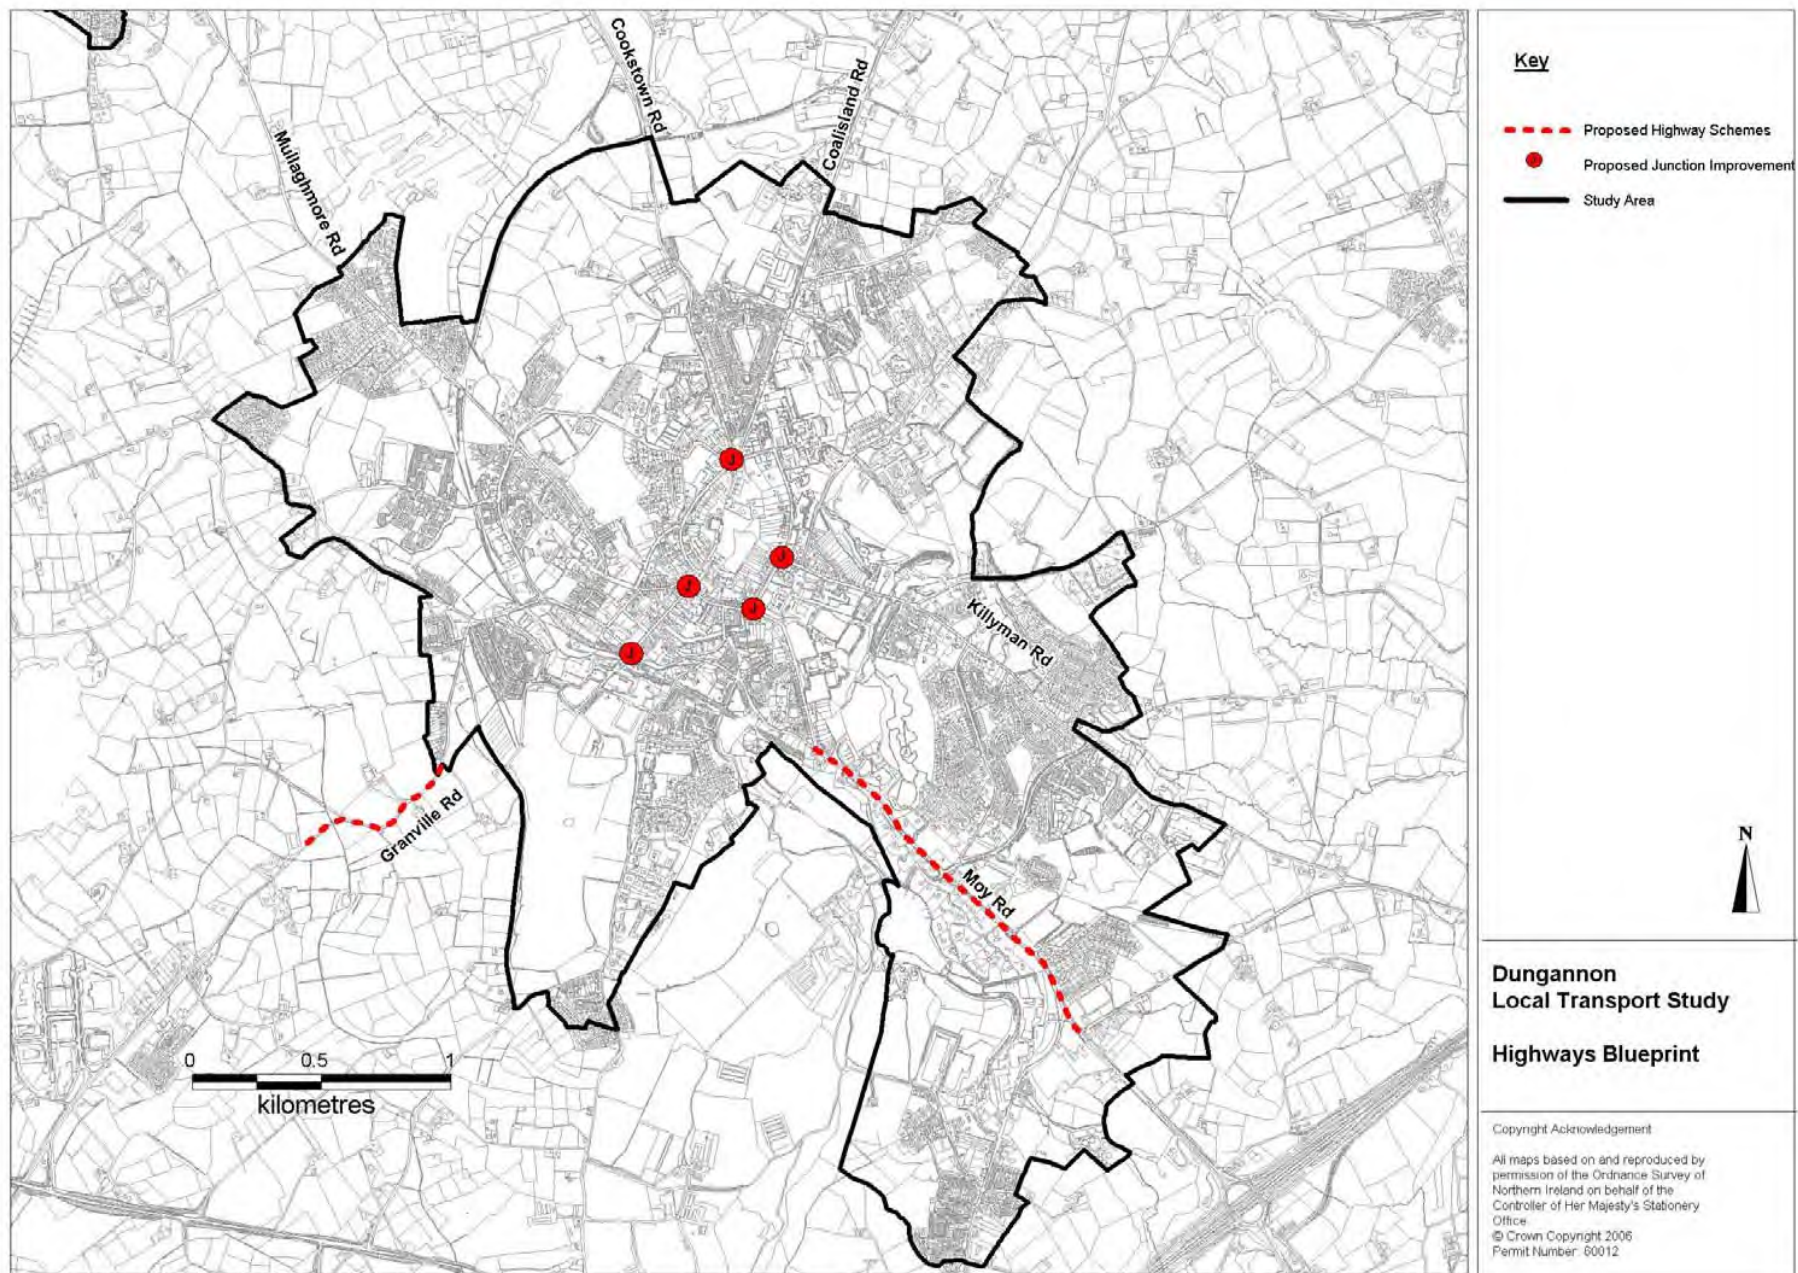 Cookstown Rd
Coalisland Rd
Mullaghmore Rd
J
J
J
J
J
Killyman Rd
Granville Rd
Moy Rd
0 0.5 1
kilometres
Key
Proposed Highway Schemes
J Proposed Junction Improvement
Study Area
N
Dungannon
Local Transport Study
Highways Blueprint
Copyright Acknowledgement
All maps based on and reproduced by
permission of the Ordnance Survey of
Northern Ireland on behalf of the
Controller of Her Majesty's Stationery
Office
© Crown Copyright 2006
Permit Number: 60012